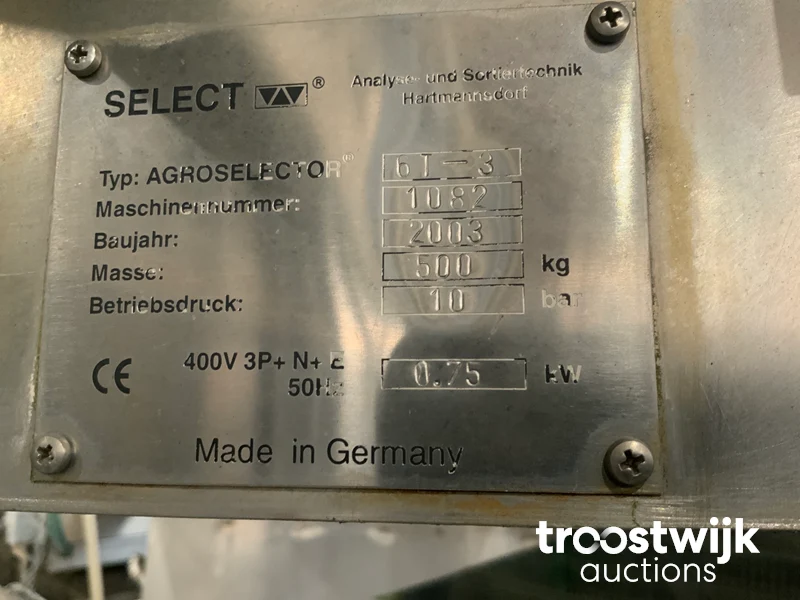 SELECT ®
Analyse- und Sortiertechnik
Hartmannsdorf
Typ: AGROSELECTOR® 6T-3
Maschinennummer: 1082
Baujahr: 2003
Masse: 500 kg
Betriebsdruck: 10 bar
CE 400V 3P+ N+ E
50Hz 0.75 kW
Made in Germany
troostwijk
auctions